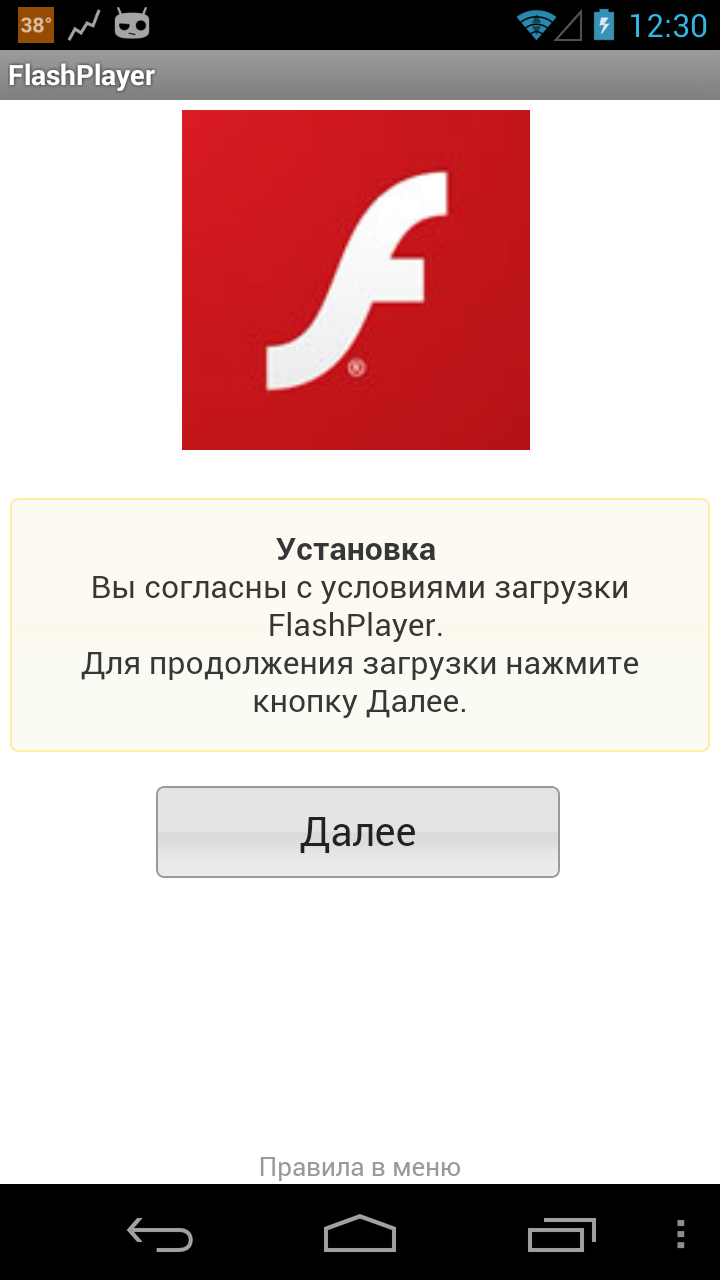 38°
12:30
FlashPlayer
®
Установка
Вы согласны с условиями загрузки
FlashPlayer.
Для продолжения загрузки нажмите
кнопку Далее.
Далее
Правила в меню